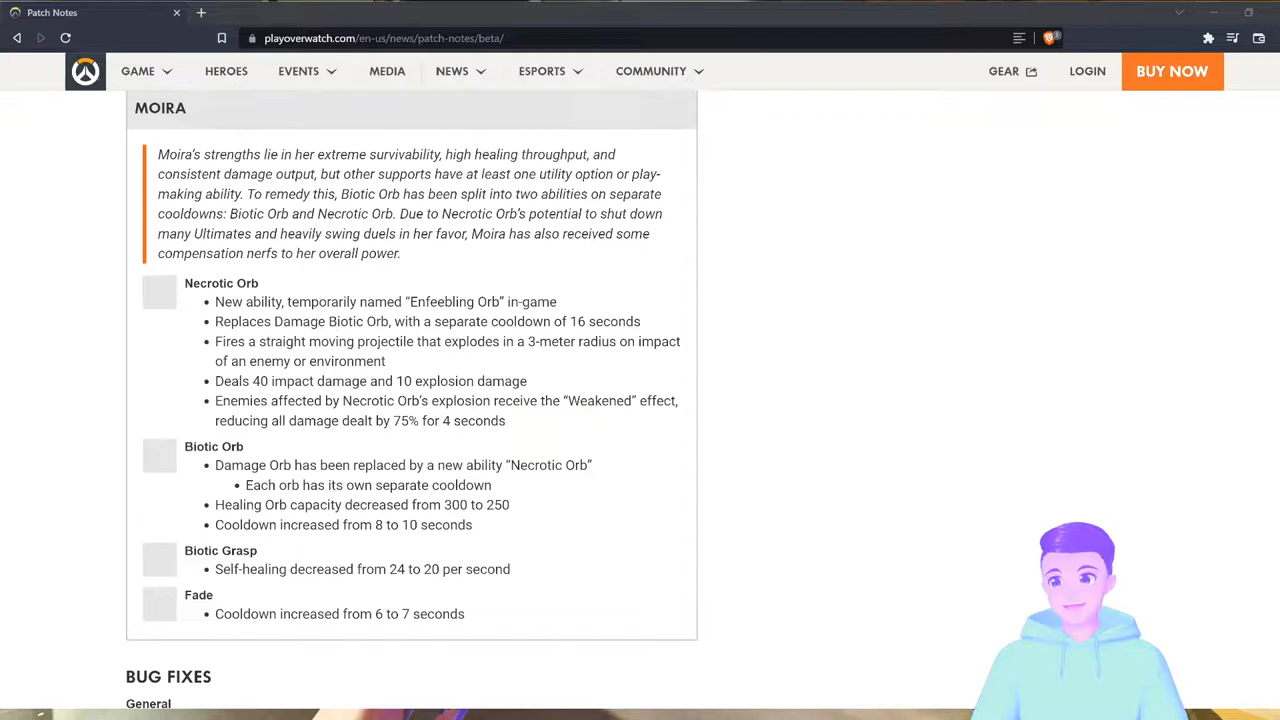 Patch Notes
playoverwatch.com/en-us/news/patch-notes/beta/
3
GAME HEROES EVENTS MEDIA NEWS ESPORTS COMMUNITY GEAR LOGIN BUY NOW
MOIRA
Moira's strengths lie in her extreme survivability, high healing throughput, and
consistent damage output, but other supports have at least one utility option or play-
making ability. To remedy this, Biotic Orb has been split into two abilities on separate
cooldowns: Biotic Orb and Necrotic Orb. Due to Necrotic Orb's potential to shut down
many Ultimates and heavily swing duels in her favor, Moira has also received some
compensation nerfs to her overall power.
Necrotic Orb
• New ability, temporarily named “Enfeebling Orb” in-game
• Replaces Damage Biotic Orb, with a separate cooldown of 16 seconds
• Fires a straight moving projectile that explodes in a 3-meter radius on impact
of an enemy or environment
• Deals 40 impact damage and 10 explosion damage
• Enemies affected by Necrotic Orb's explosion receive the “Weakened” effect,
reducing all damage dealt by 75% for 4 seconds
Biotic Orb
• Damage Orb has been replaced by a new ability “Necrotic Orb”
• Each orb has its own separate cooldown
• Healing Orb capacity decreased from 300 to 250
• Cooldown increased from 8 to 10 seconds
Biotic Grasp
• Self-healing decreased from 24 to 20 per second
Fade
• Cooldown increased from 6 to 7 seconds
BUG FIXES
General